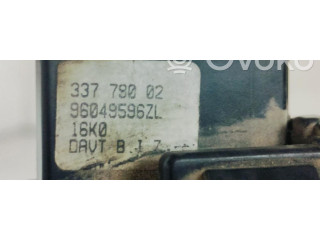 Ovoko
337 790 02
96049596ZL
16K0
DAVT B I Z